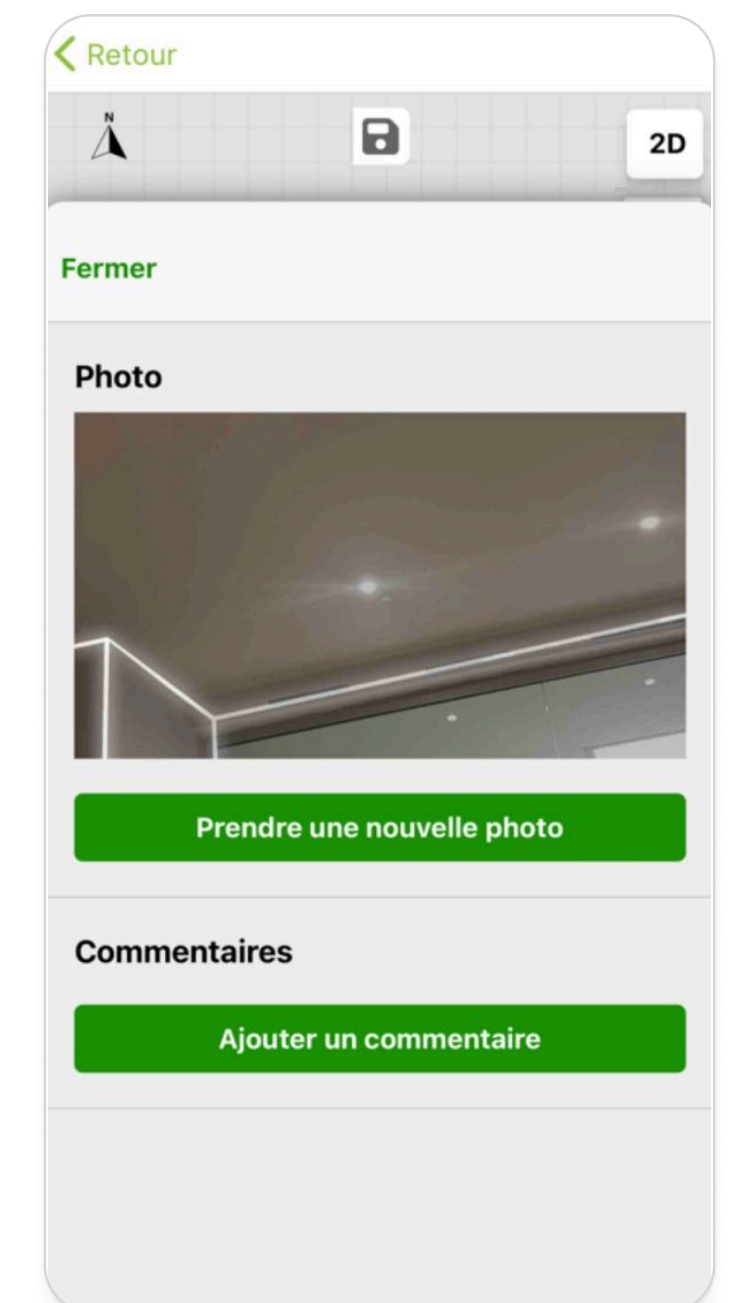 Retour
N
2D
Fermer
Photo
Prendre une nouvelle photo
Commentaires
Ajouter un commentaire